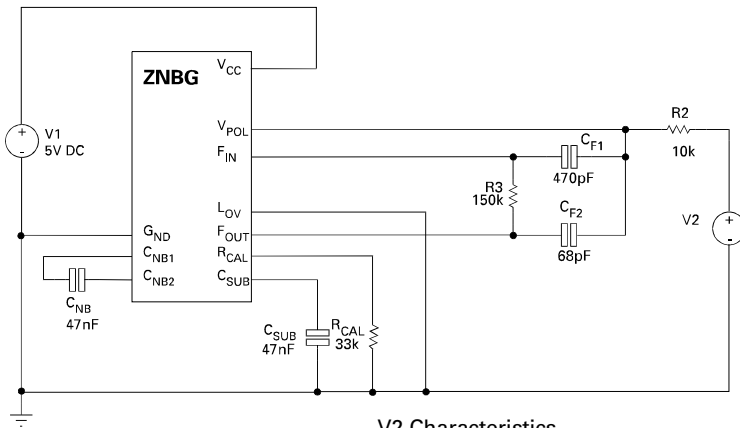 ZNBG
VCC
V1
5V DC
VPOL
FIN
R2
10k
CF1
470pF
R3
150k
LOV
CF2
68pF
V2
GND
FOUT
CNB1
RCAL
CNB2
CSUB
CNB
47nF
CSUB
47nF
RCAL
33k
+
-
+
-
V2 Characteristics